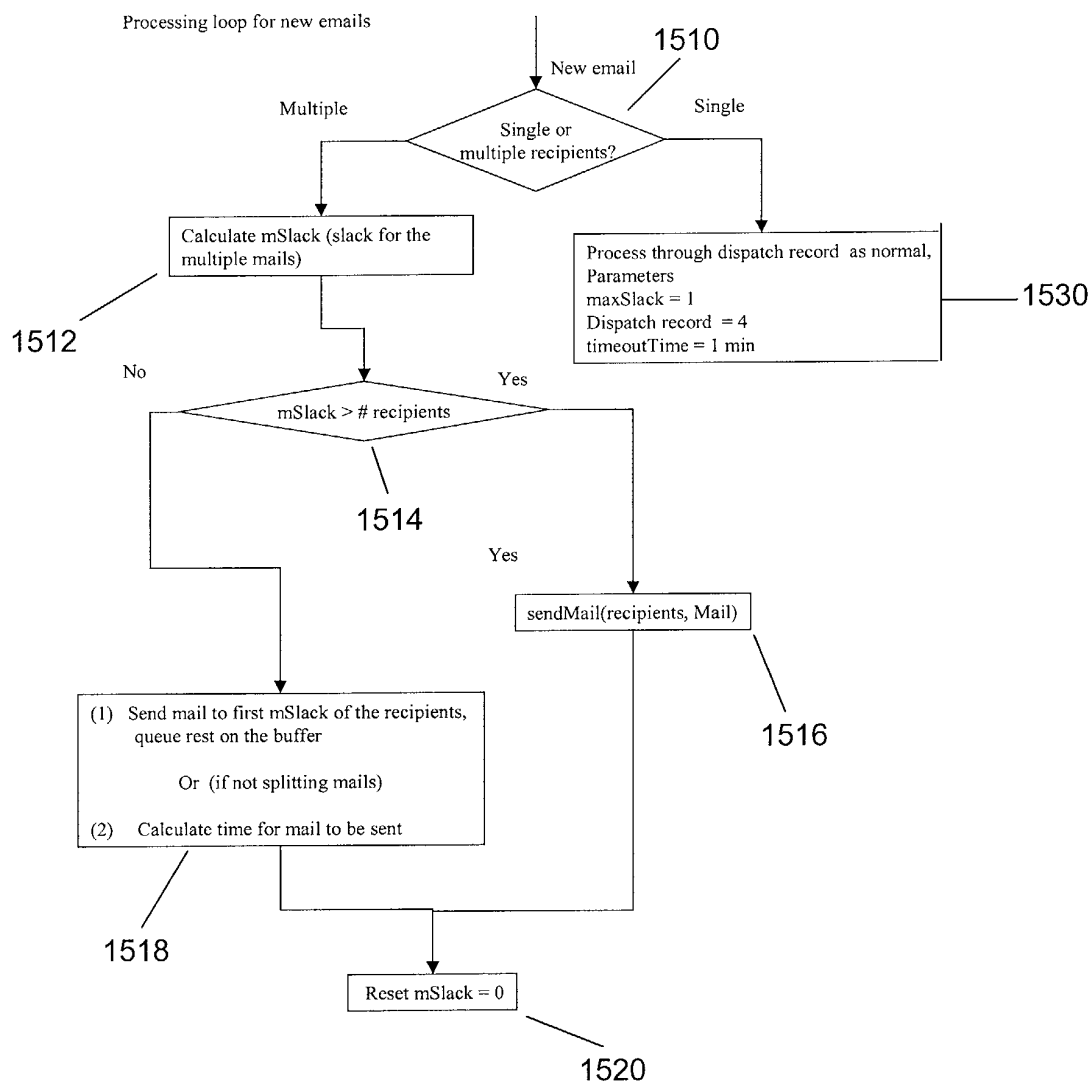 Processing loop for new emails
1510
New email
Multiple
Single
Single or
multiple recipients?
Calculate mSlack (slack for the
multiple mails)
Process through dispatch record as normal,
Parameters
maxSlack = 1
Dispatch record = 4
timeoutTime = 1 min
1530
1512
No
Yes
mSlack > # recipients
1514
Yes
sendMail(recipients, Mail)
1516
(1) Send mail to first mSlack of the recipients,
queue rest on the buffer
Or (if not splitting mails)
(2) Calculate time for mail to be sent
1518
Reset mSlack = 0
1520